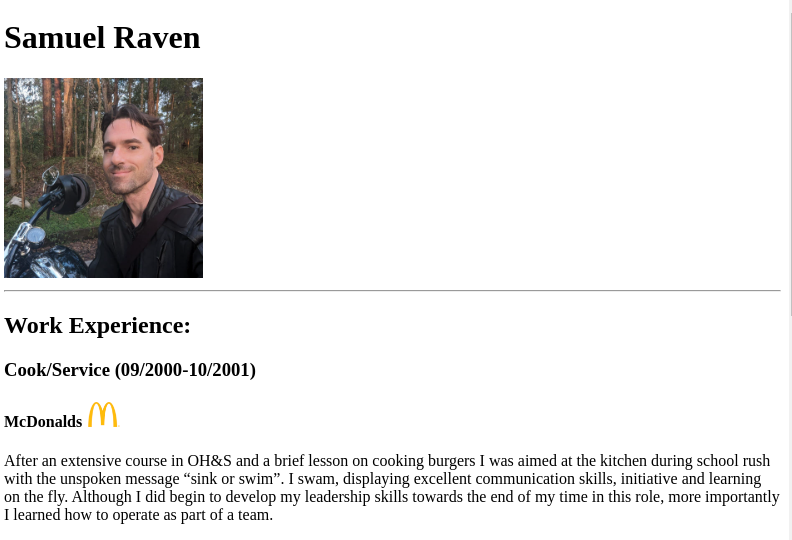 Samuel Raven
Work Experience:
Cook/Service (09/2000-10/2001)
McDonalds
After an extensive course in OH&S and a brief lesson on cooking burgers I was aimed at the kitchen during school rush
with the unspoken message “sink or swim”. I swam, displaying excellent communication skills, initiative and learning
on the fly. Although I did begin to develop my leadership skills towards the end of my time in this role, more importantly
I learned how to operate as part of a team.